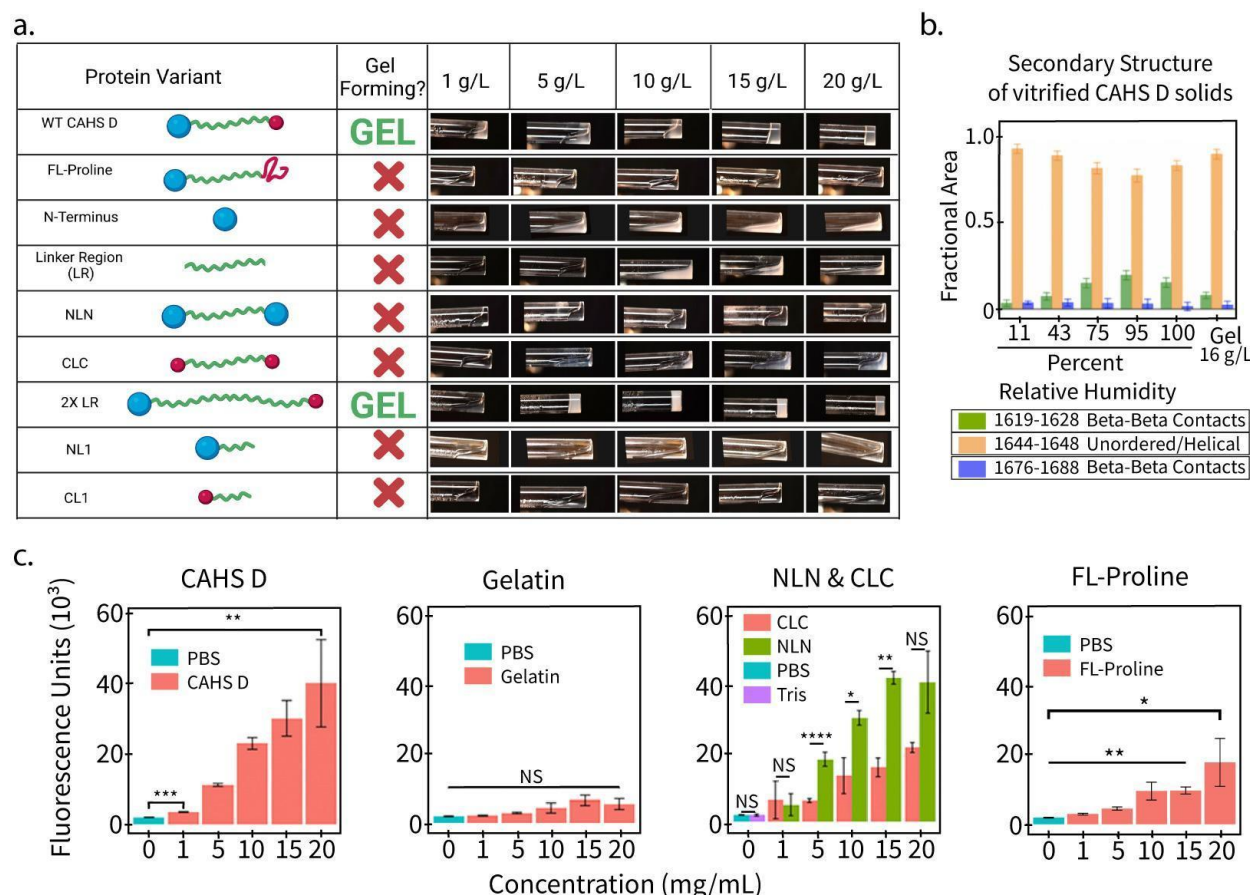 a.
Protein Variant
Gel
Forming?
1 g/L
5 g/L
10 g/L
15 g/L
20 g/L
WT CAHS D
GEL
FL-Proline
N-Terminus
Linker Region
(LR)
NLN
CLC
2X LR
GEL
NL1
CL1
b.
Secondary Structure
of vitrified CAHS D solids
Fractional Area
1.0
0.5
0
11 43 75 95 100 Gel
16 g/L
Percent
Relative Humidity
1619-1628 Beta-Beta Contacts
1644-1648 Unordered/Helical
1676-1688 Beta-Beta Contacts
c.
Fluorescence Units (10³)
CAHS D
60
40
20
0
**
PBS
CAHS D
***
0 1 5 10 15 20
Gelatin
60
40
20
0
PBS
Gelatin
NS
0 1 5 10 15 20
NLN & CLC
60
40
20
0
CLC
NLN
PBS
Tris
NS
NS
****
*
**
NS
0 1 5 10 15 20
FL-Proline
60
40
20
0
PBS
FL-Proline
*
**
0 1 5 10 15 20
Concentration (mg/mL)